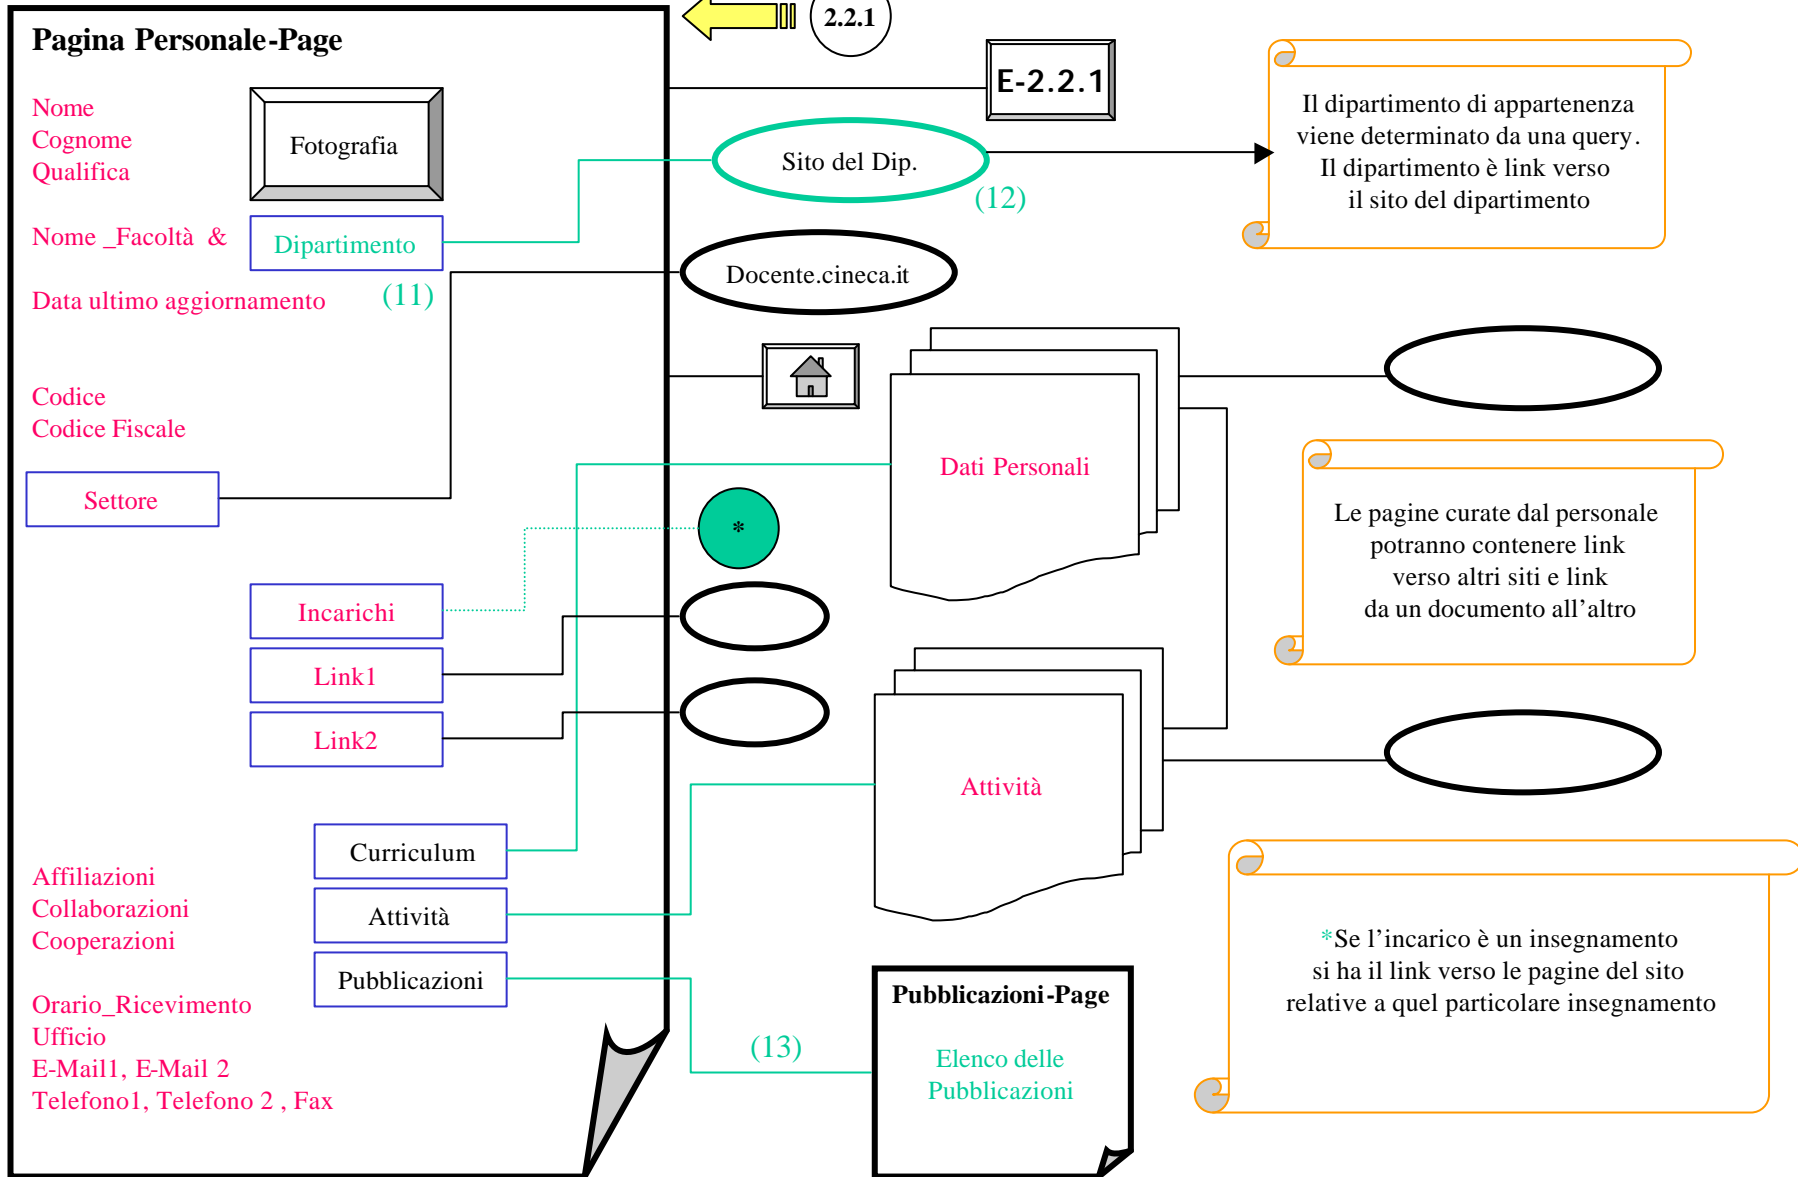 2.2.1
Pagina Personale-Page
E-2.2.1
Nome
Cognome
Qualifica
Fotografia
Sito del Dip.
(12)
Il dipartimento di appartenenza
viene determinato da una query.
Il dipartimento è link verso
il sito del dipartimento
Nome _Facoltà &
Dipartimento
(11)
Data ultimo aggiornamento
Docente.cineca.it
Codice
Codice Fiscale
Settore
Dati Personali
*
Le pagine curate dal personale
potranno contenere link
verso altri siti e link
da un documento all’altro
Incarichi
Link1
Link2
Attività
Curriculum
Attività
Pubblicazioni
Affiliazioni
Collaborazioni
Cooperazioni
Orario_Ricevimento
Ufficio
E-Mail1, E-Mail 2
Telefono1, Telefono 2 , Fax
(13)
Pubblicazioni-Page
Elenco delle
Pubblicazioni
*Se l’incarico è un insegnamento
si ha il link verso le pagine del sito
relative a quel particolare insegnamento